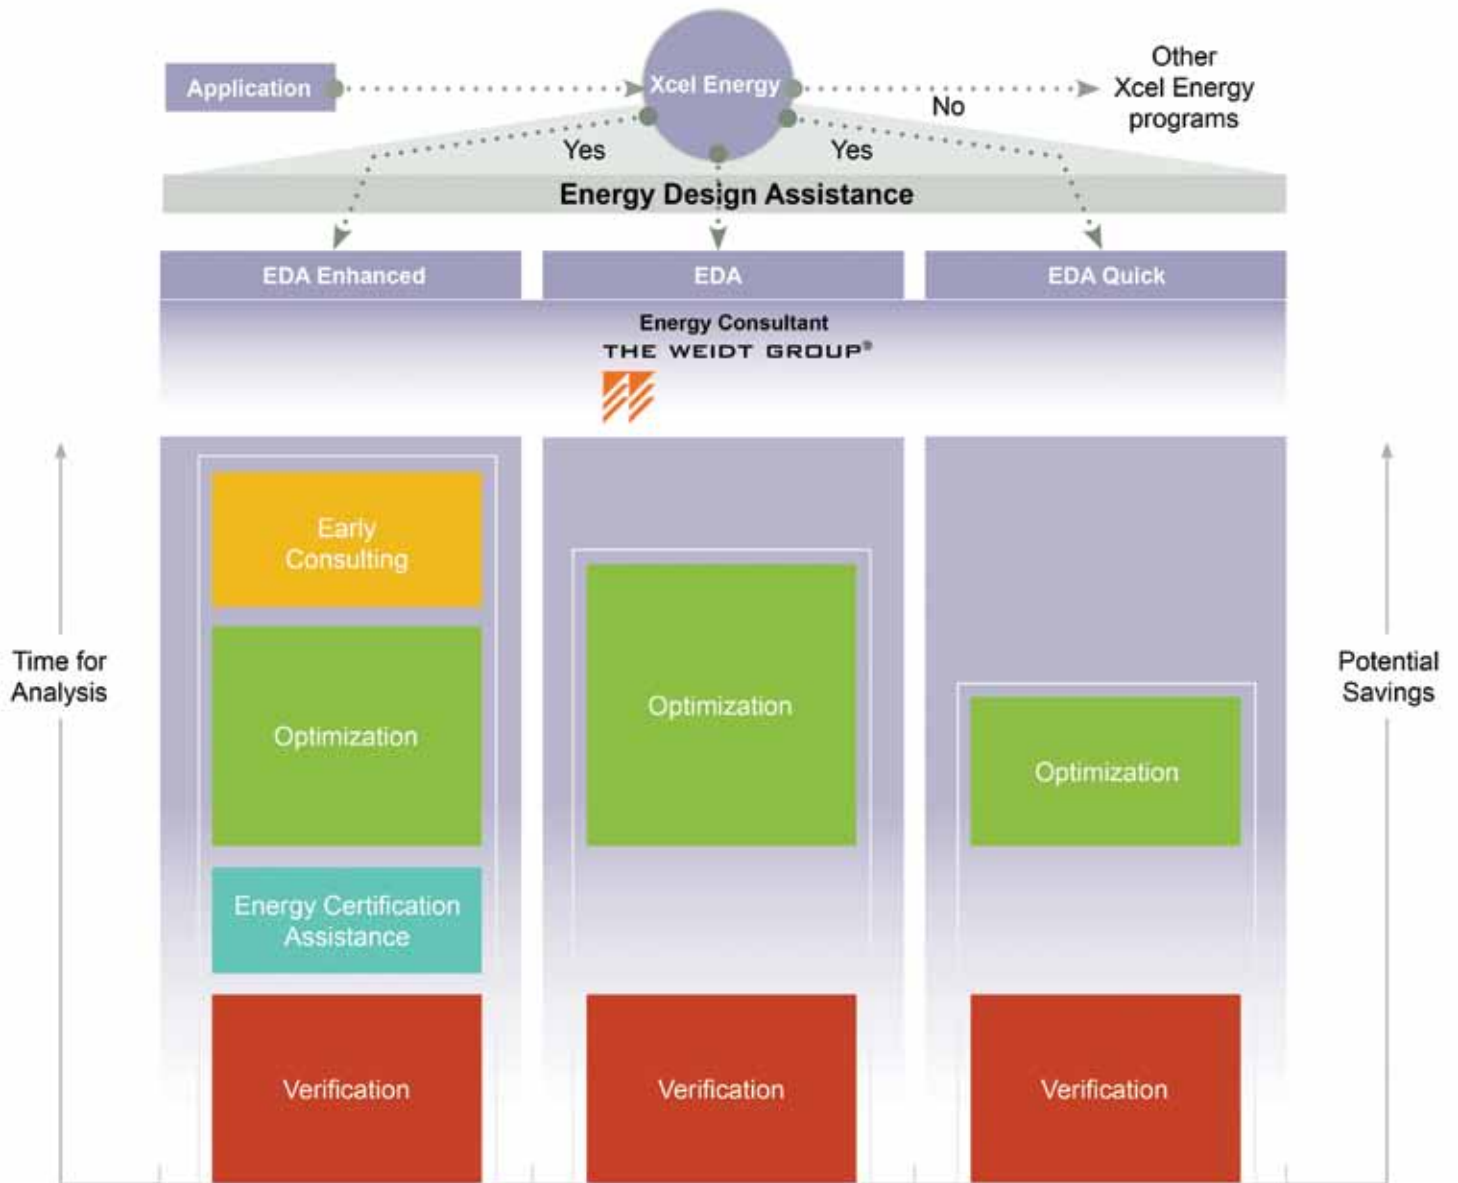 Application
Xcel Energy
Other
Xcel Energy
programs
No
Yes
Yes
Energy Design Assistance
EDA Enhanced
EDA
EDA Quick
Energy Consultant
THE WEIDT GROUP®
Early
Consulting
Optimization
Energy Certification
Assistance
Verification
Optimization
Verification
Optimization
Verification
Time for
Analysis
Potential
Savings